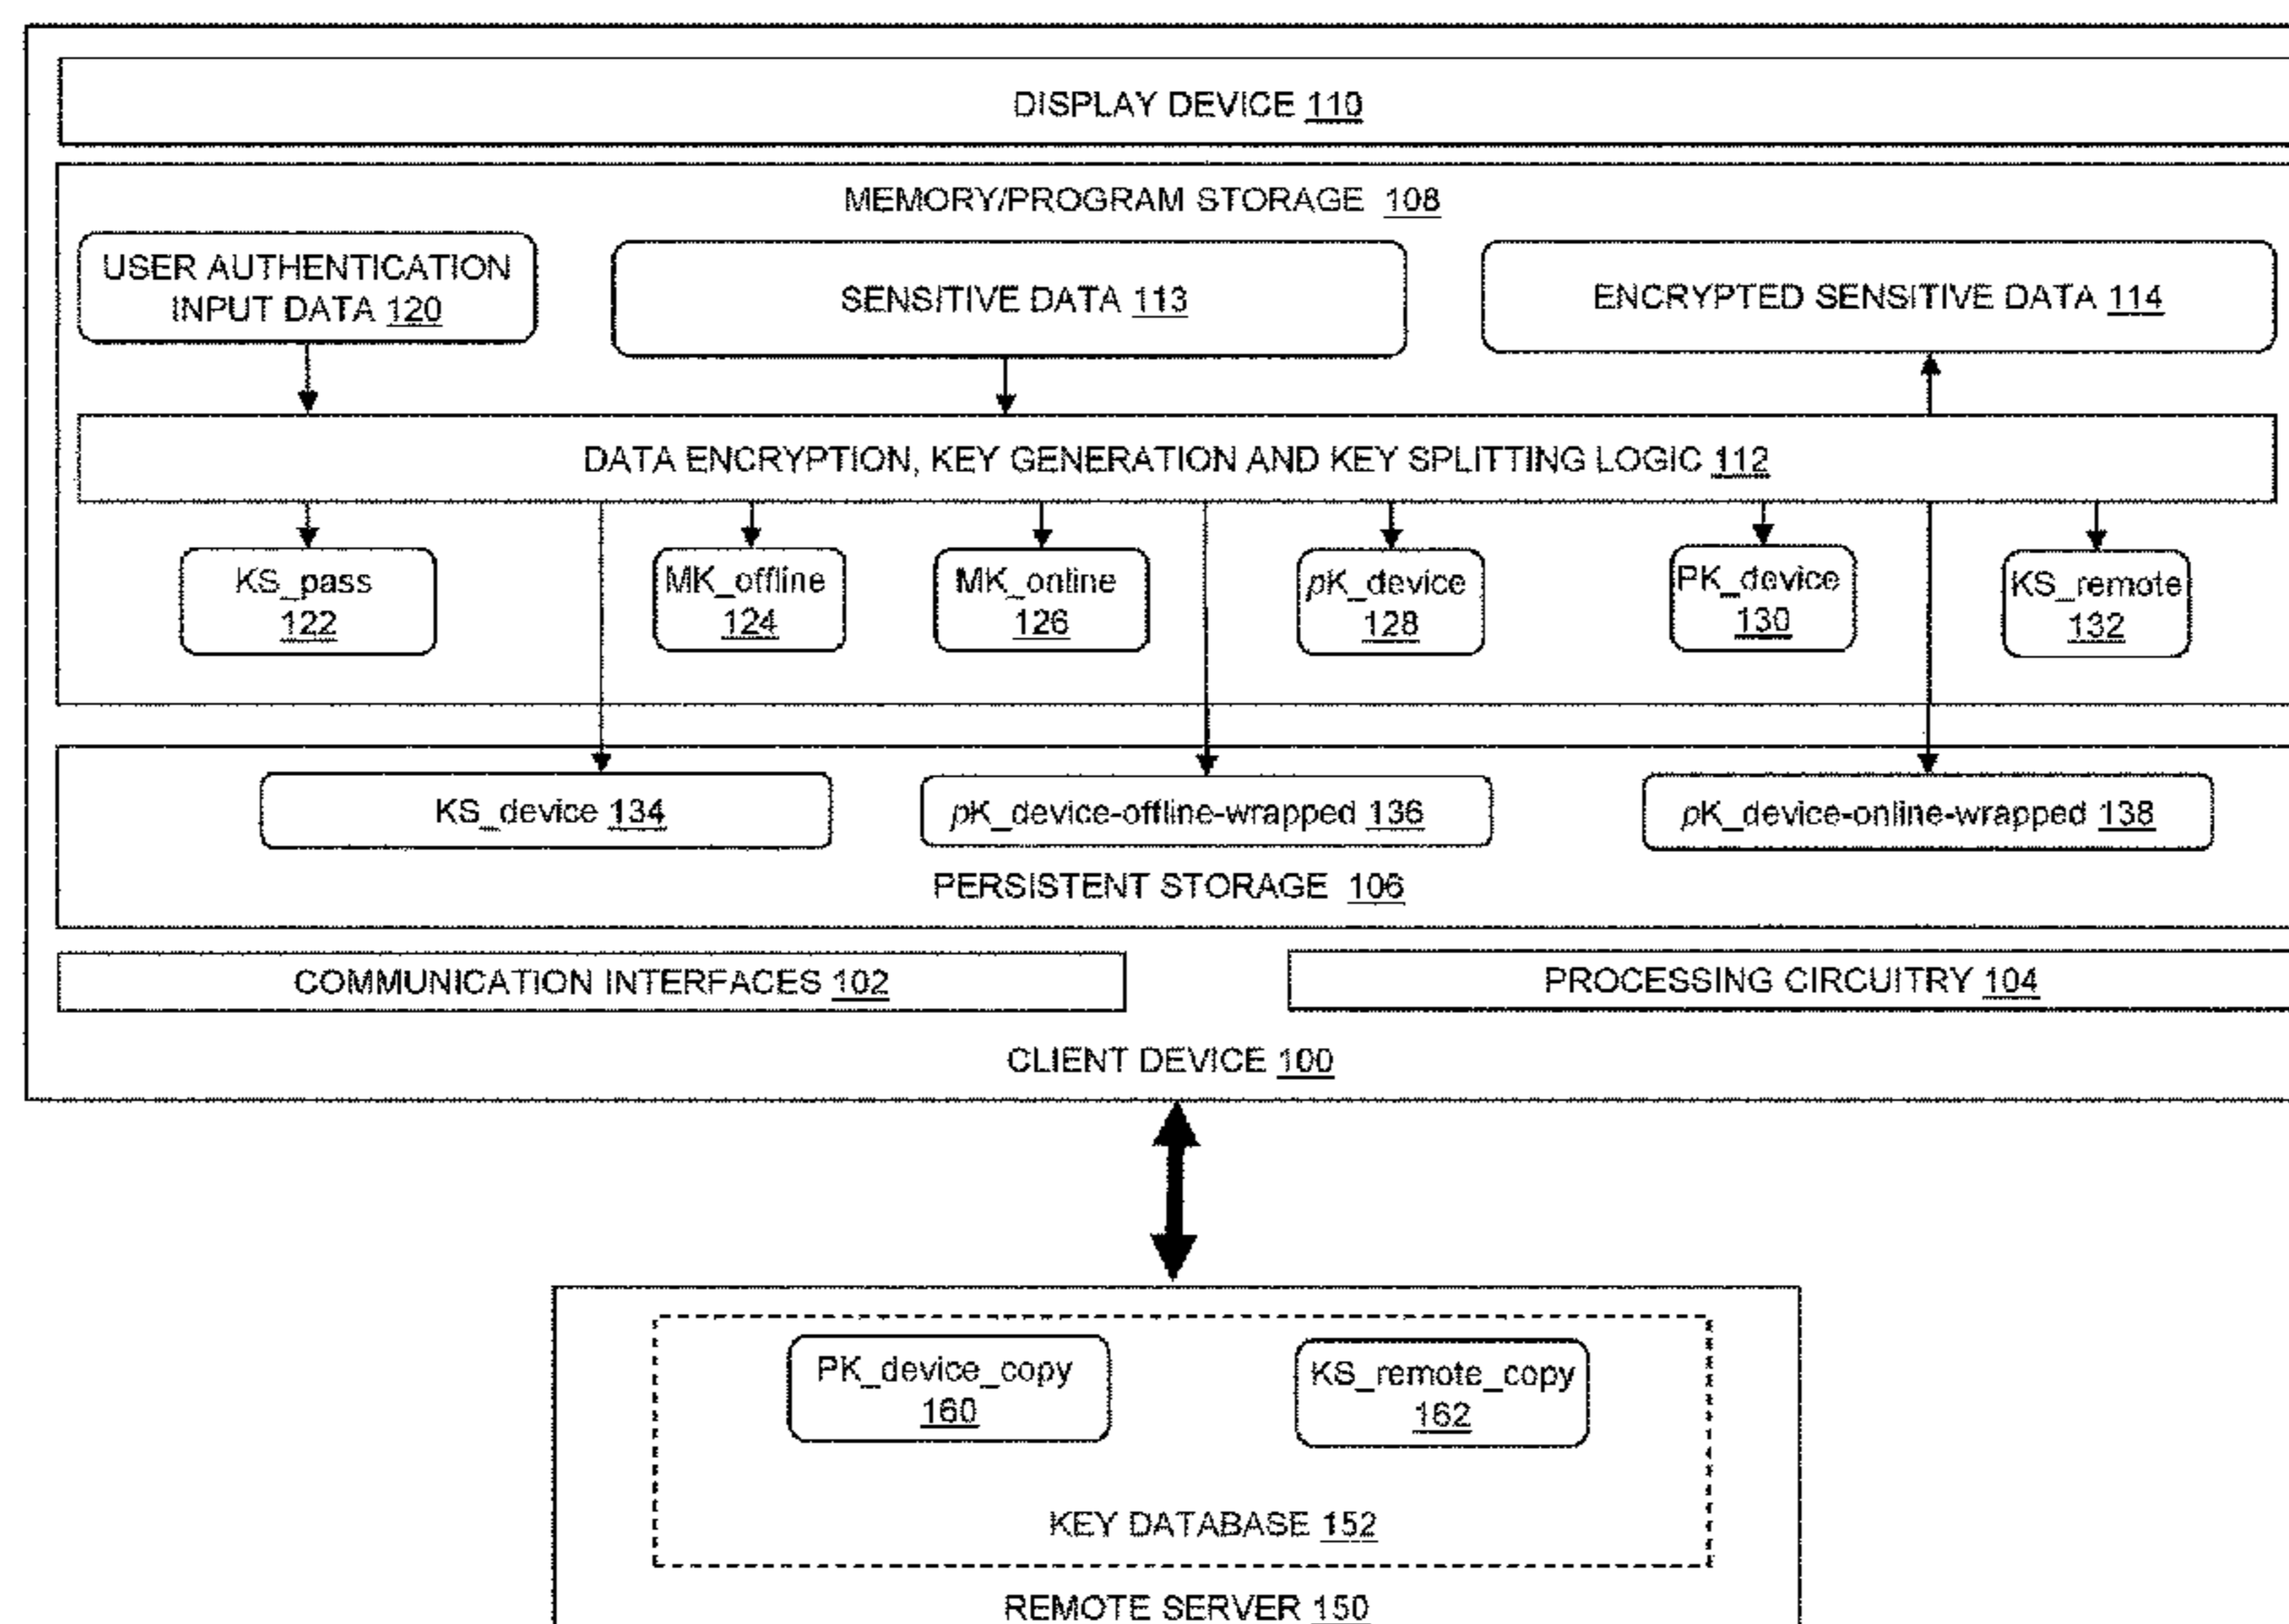 DISPLAY DEVICE 110
MEMORY/PROGRAM STORAGE 108
USER AUTHENTICATION
INPUT DATA 120
SENSITIVE DATA 113
ENCRYPTED SENSITIVE DATA 114
DATA ENCRYPTION, KEY GENERATION AND KEY SPLITTING LOGIC 112
KS_pass
122
MK_offline
124
MK_online
126
pK_device
128
PK_device
130
KS_remote
132
KS_device 134
pK_device-offline-wrapped 136
pK_device-online-wrapped 138
PERSISTENT STORAGE 106
COMMUNICATION INTERFACES 102
PROCESSING CIRCUITRY 104
CLIENT DEVICE 100
PK_device_copy
160
KS_remote_copy
162
KEY DATABASE 152
REMOTE SERVER 150